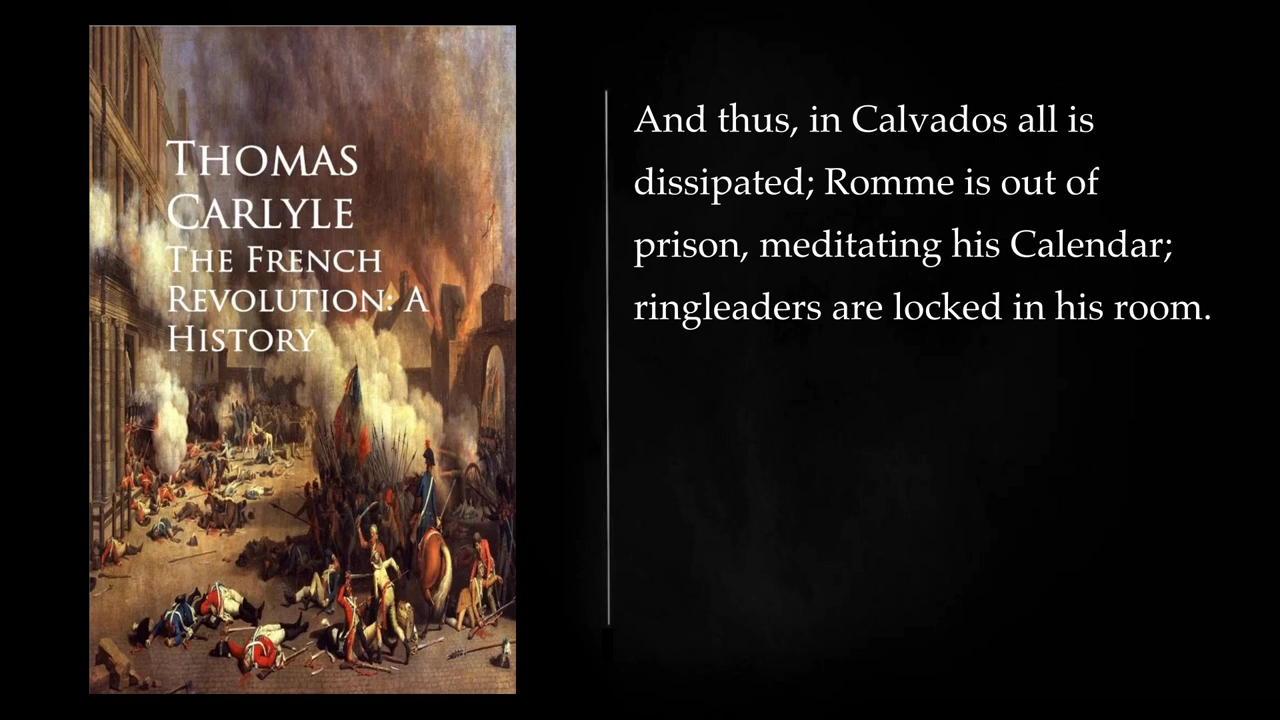 THOMAS
CARLYLE
THE FRENCH
REVOLUTION: A
HISTORY
And thus, in Calvados all is
dissipated; Romme is out of
prison, meditating his Calendar;
ringleaders are locked in his room.